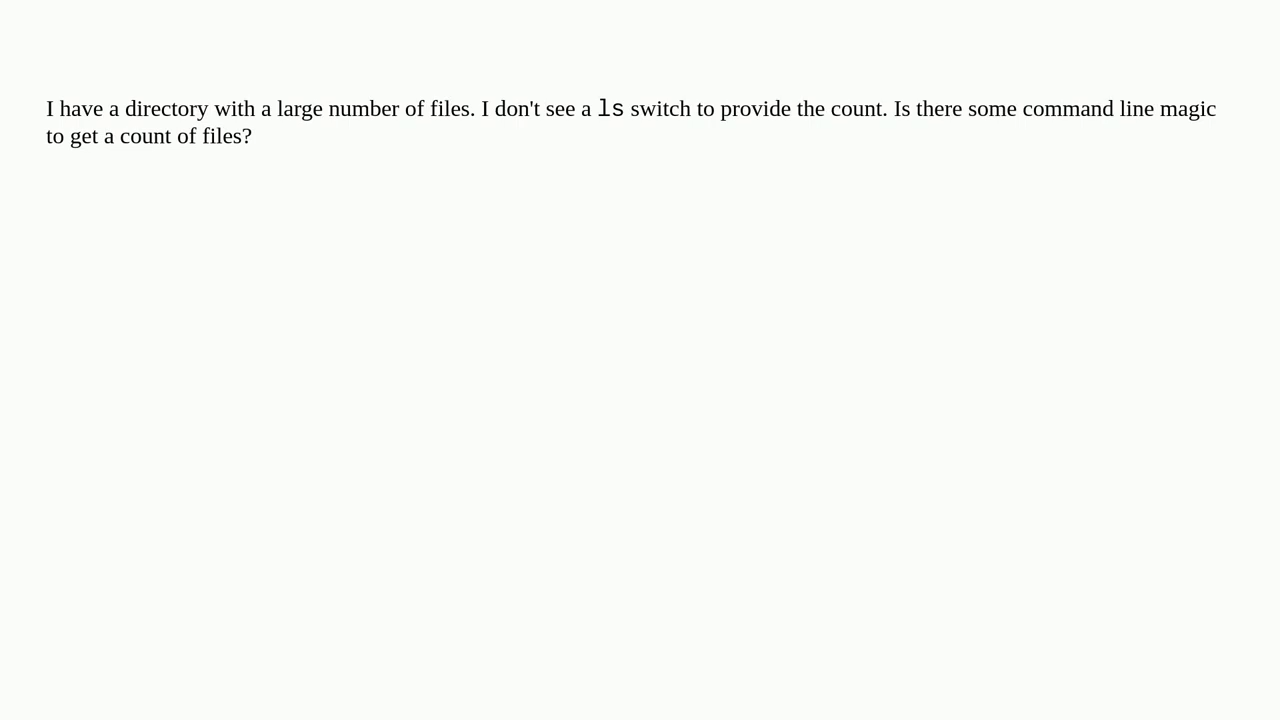 I have a directory with a large number of files. I don't see a ls switch to provide the count. Is there some command line magic
to get a count of files?